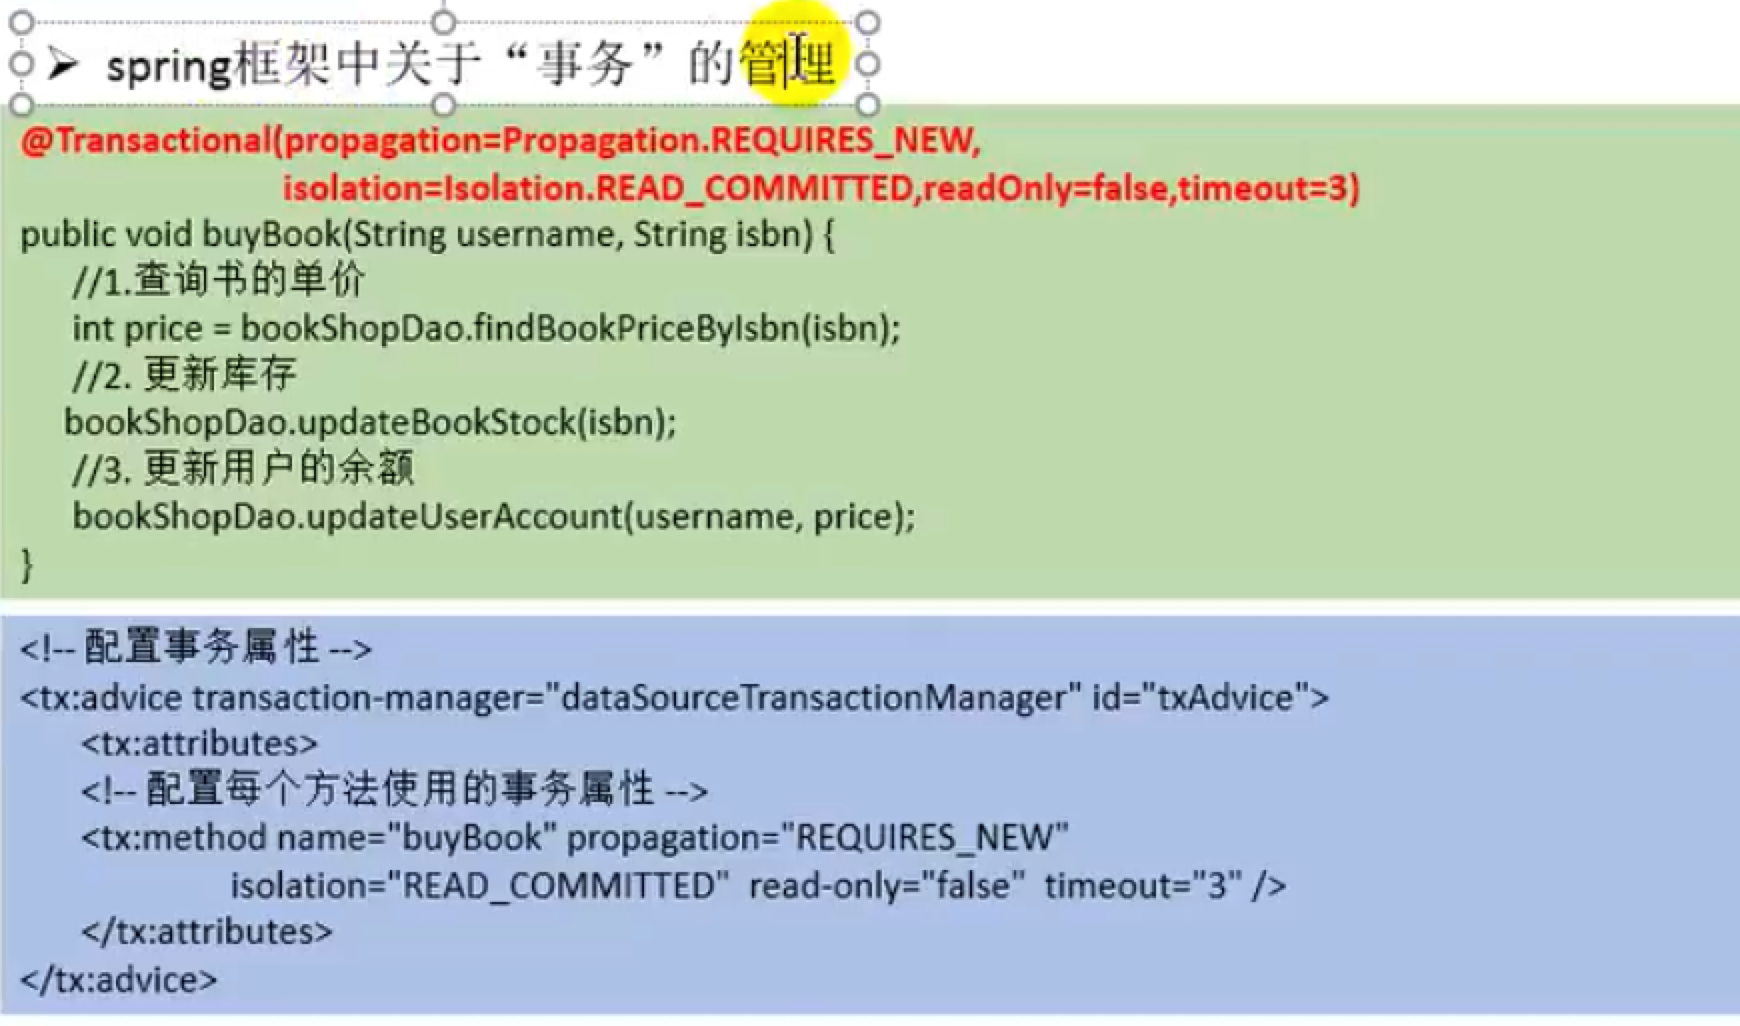 ➢ spring框架中关于“事务”的管理
@Transactional(propagation=Propagation.REQUIRES_NEW,
isolation=Isolation.READ_COMMITTED,readOnly=false,timeout=3)
public void buyBook(String username, String isbn) {
//1.查询书的单价
int price = bookShopDao.findBookPriceByIsbn(isbn);
//2. 更新库存
bookShopDao.updateBookStock(isbn);
//3. 更新用户的余额
bookShopDao.updateUserAccount(username, price);
}
<!-- 配置事务属性 -->
<tx:advice transaction-manager="dataSourceTransactionManager" id="txAdvice">
<tx:attributes>
<!-- 配置每个方法使用的事务属性 -->
<tx:method name="buyBook" propagation="REQUIRES_NEW"
isolation="READ_COMMITTED" read-only="false" timeout="3" />
</tx:attributes>
</tx:advice>